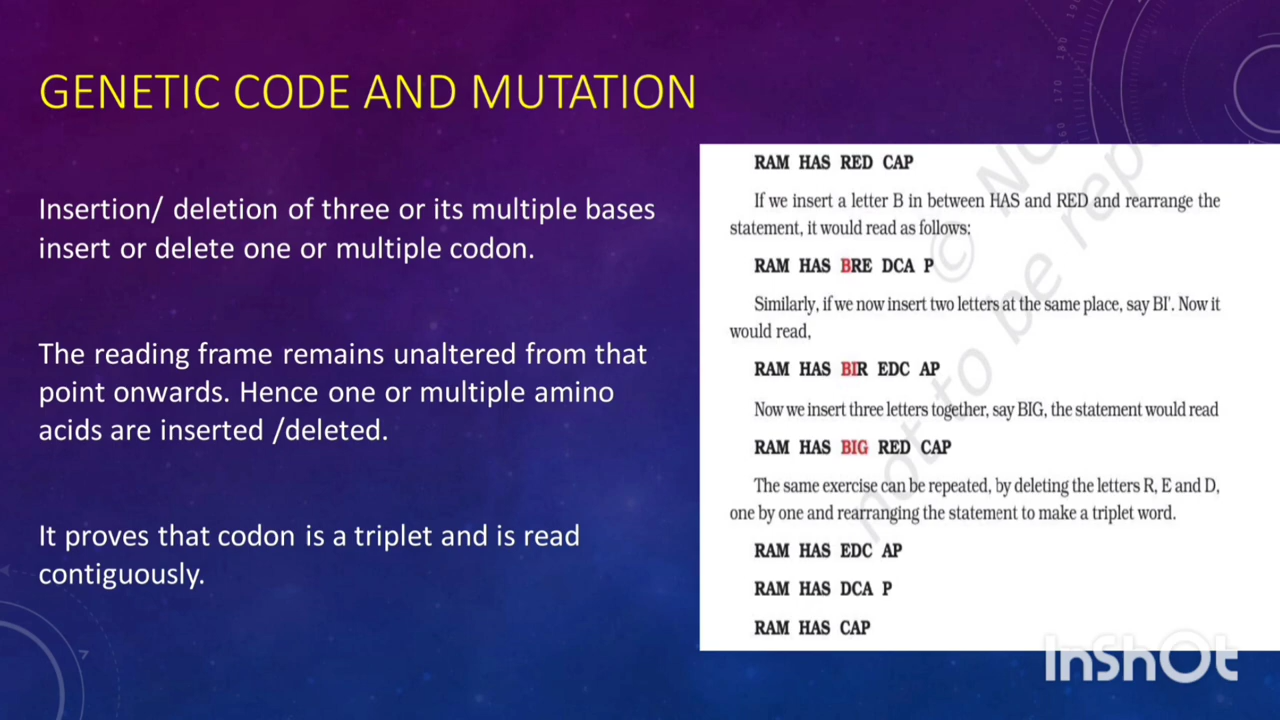 GENETIC CODE AND MUTATION
Insertion/ deletion of three or its multiple bases
insert or delete one or multiple codon.
The reading frame remains unaltered from that
point onwards. Hence one or multiple amino
acids are inserted /deleted.
It proves that codon is a triplet and is read
contiguously.
RAM HAS RED CAP
If we insert a letter B in between HAS and RED and rearrange the
statement, it would read as follows:
RAM HAS BRE DCA P
Similarly, if we now insert two letters at the same place, say BI'. Now it
would read,
RAM HAS BIR EDC AP
Now we insert three letters together, say BIG, the statement would read
RAM HAS BIG RED CAP
The same exercise can be repeated, by deleting the letters R, E and D,
one by one and rearranging the statement to make a triplet word.
RAM HAS EDC AP
RAM HAS DCA P
RAM HAS CAP
not to be rep
InShOt